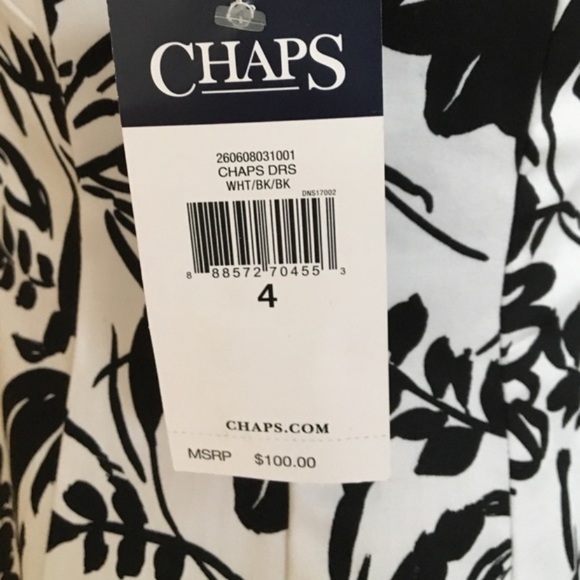 CHAPS
260608031001
CHAPS DRS
WHT/BK/BK
DNS17002
8 88572 70455 3
4
CHAPS.COM
MSRP $100.00